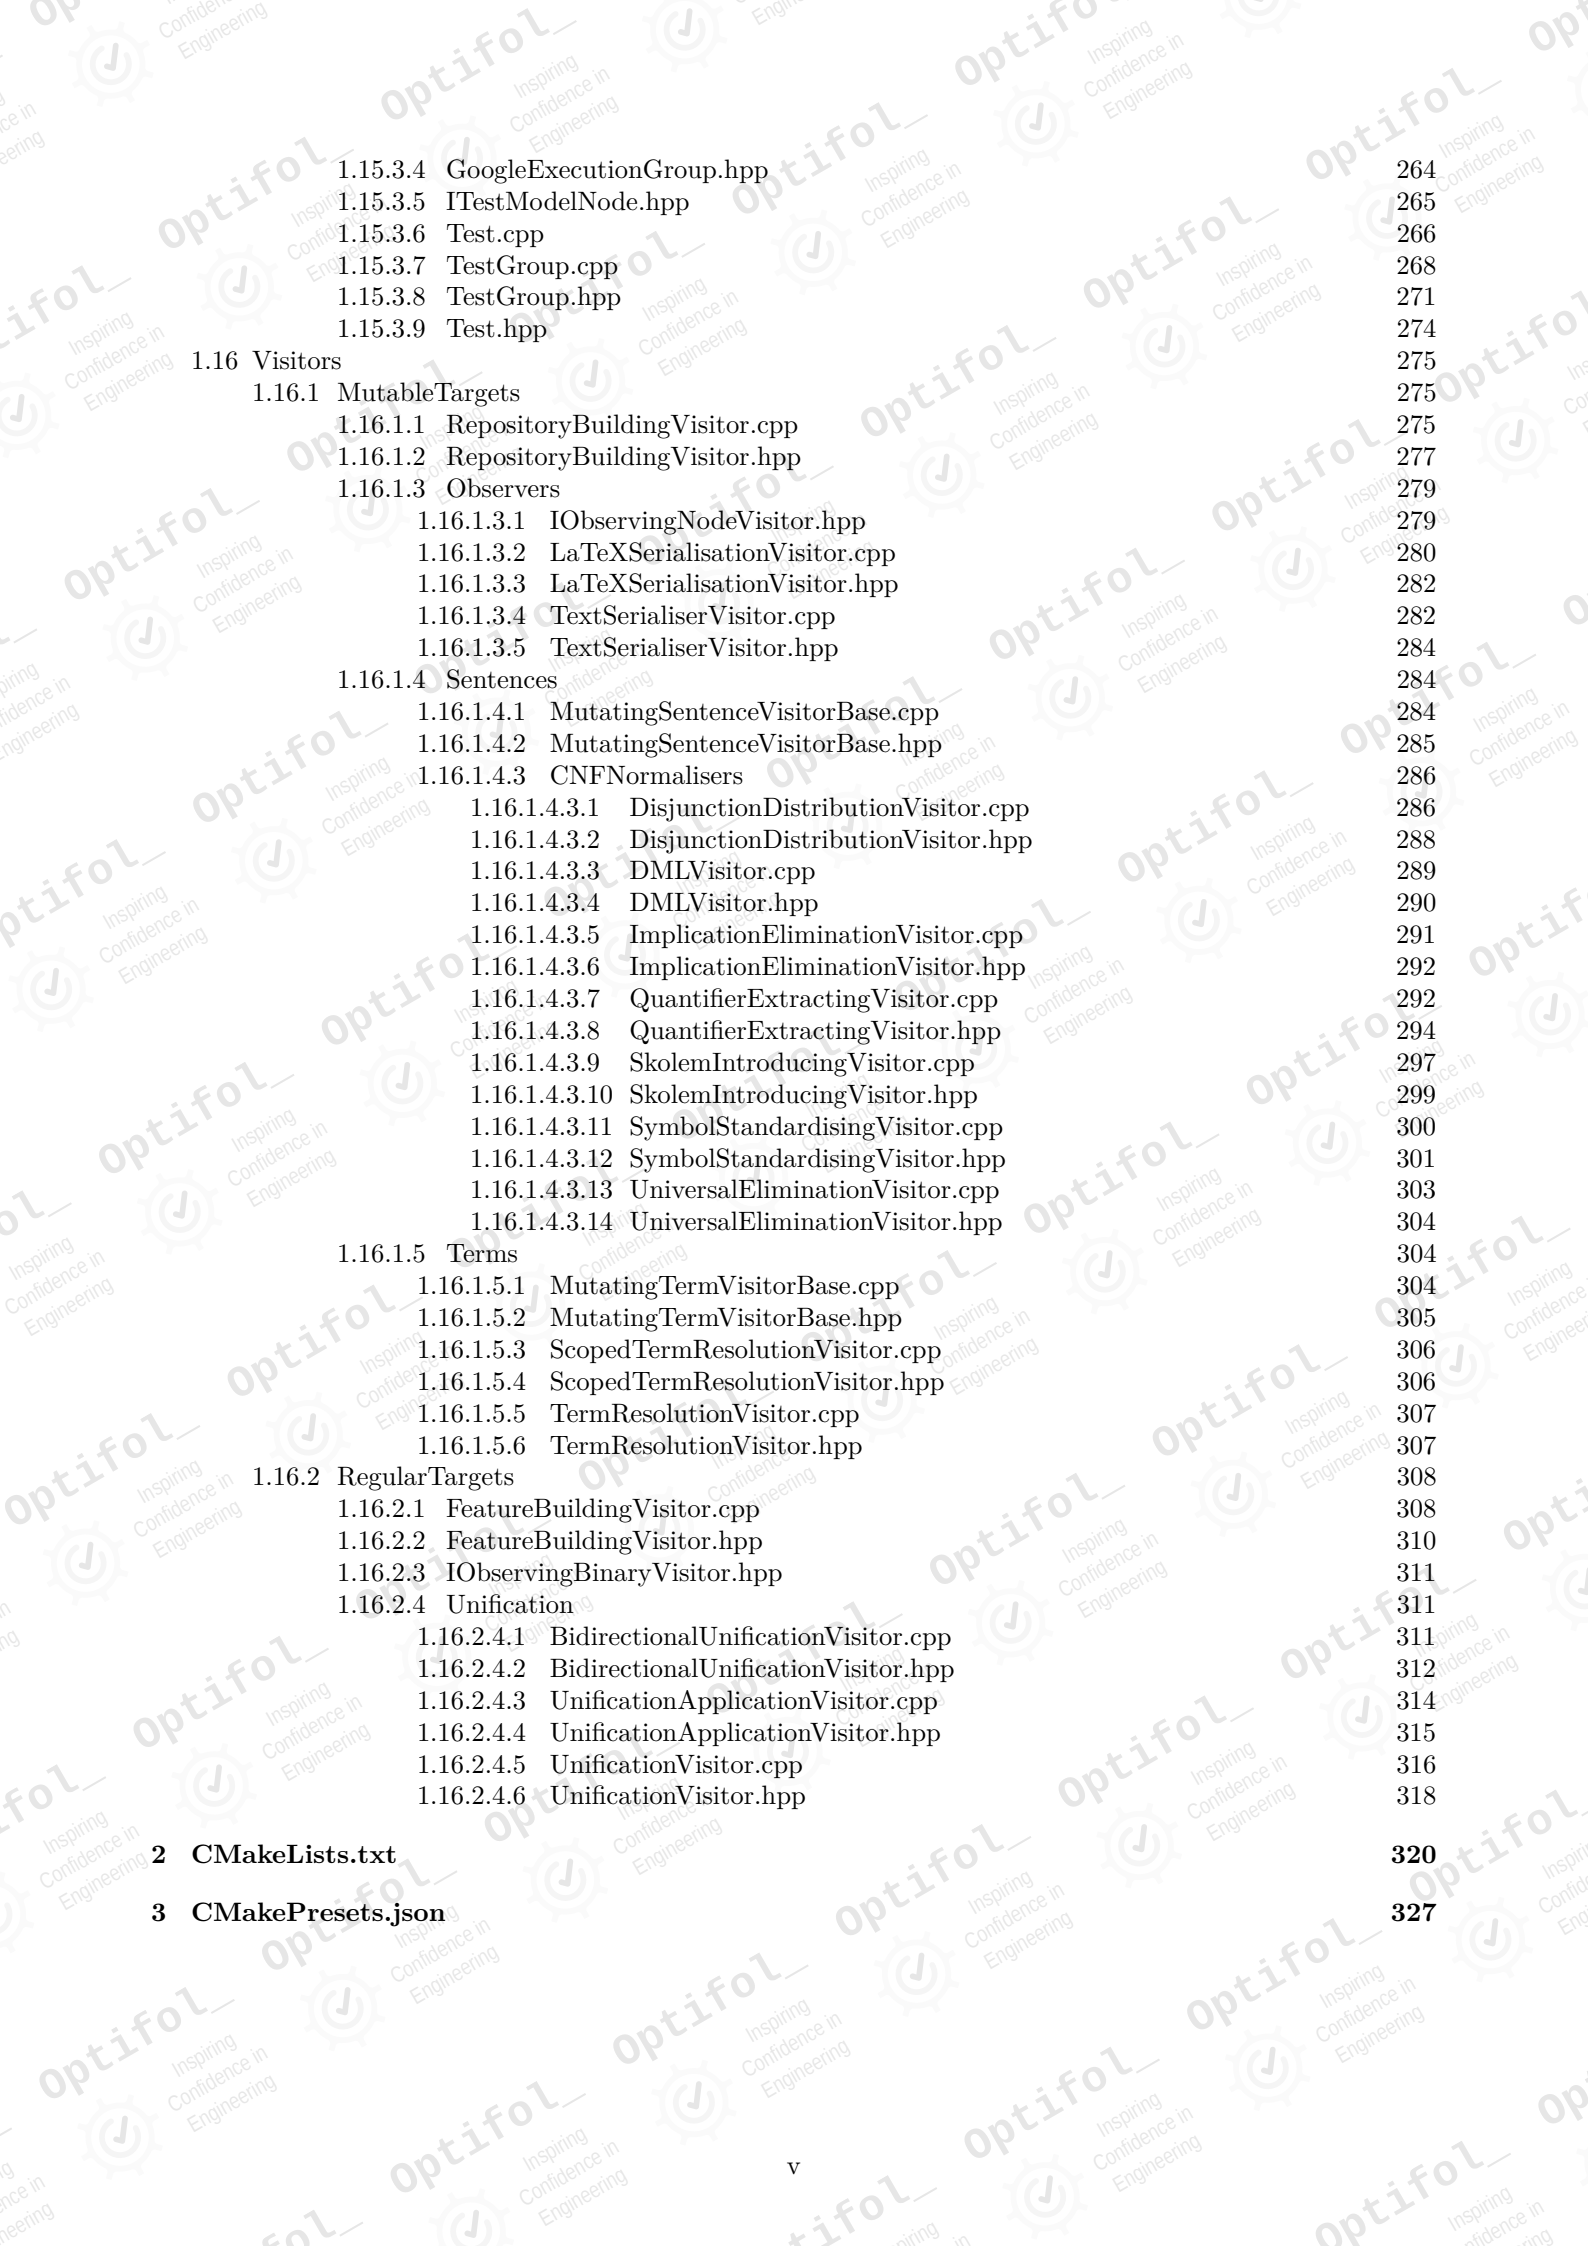 1.15.3.4 GoogleExecutionGroup.hpp 264
1.15.3.5 ITestModelNode.hpp 265
1.15.3.6 Test.cpp 266
1.15.3.7 TestGroup.cpp 268
1.15.3.8 TestGroup.hpp 271
1.15.3.9 Test.hpp 274
1.16 Visitors 275
1.16.1 MutableTargets 275
1.16.1.1 RepositoryBuildingVisitor.cpp 275
1.16.1.2 RepositoryBuildingVisitor.hpp 277
1.16.1.3 Observers 279
1.16.1.3.1 IObservingNodeVisitor.hpp 279
1.16.1.3.2 LaTeXSerialisationVisitor.cpp 280
1.16.1.3.3 LaTeXSerialisationVisitor.hpp 282
1.16.1.3.4 TextSerialiserVisitor.cpp 282
1.16.1.3.5 TextSerialiserVisitor.hpp 284
1.16.1.4 Sentences 284
1.16.1.4.1 MutatingSentenceVisitorBase.cpp 284
1.16.1.4.2 MutatingSentenceVisitorBase.hpp 285
1.16.1.4.3 CNFNormalisers 286
1.16.1.4.3.1 DisjunctionDistributionVisitor.cpp 286
1.16.1.4.3.2 DisjunctionDistributionVisitor.hpp 288
1.16.1.4.3.3 DMLVisitor.cpp 289
1.16.1.4.3.4 DMLVisitor.hpp 290
1.16.1.4.3.5 ImplicationEliminationVisitor.cpp 291
1.16.1.4.3.6 ImplicationEliminationVisitor.hpp 292
1.16.1.4.3.7 QuantifierExtractingVisitor.cpp 292
1.16.1.4.3.8 QuantifierExtractingVisitor.hpp 294
1.16.1.4.3.9 SkolemIntroducingVisitor.cpp 297
1.16.1.4.3.10 SkolemIntroducingVisitor.hpp 299
1.16.1.4.3.11 SymbolStandardisingVisitor.cpp 300
1.16.1.4.3.12 SymbolStandardisingVisitor.hpp 301
1.16.1.4.3.13 UniversalEliminationVisitor.cpp 303
1.16.1.4.3.14 UniversalEliminationVisitor.hpp 304
1.16.1.5 Terms 304
1.16.1.5.1 MutatingTermVisitorBase.cpp 304
1.16.1.5.2 MutatingTermVisitorBase.hpp 305
1.16.1.5.3 ScopedTermResolutionVisitor.cpp 306
1.16.1.5.4 ScopedTermResolutionVisitor.hpp 306
1.16.1.5.5 TermResolutionVisitor.cpp 307
1.16.1.5.6 TermResolutionVisitor.hpp 307
1.16.2 RegularTargets 308
1.16.2.1 FeatureBuildingVisitor.cpp 308
1.16.2.2 FeatureBuildingVisitor.hpp 310
1.16.2.3 IObservingBinaryVisitor.hpp 311
1.16.2.4 Unification 311
1.16.2.4.1 BidirectionalUnificationVisitor.cpp 311
1.16.2.4.2 BidirectionalUnificationVisitor.hpp 312
1.16.2.4.3 UnificationApplicationVisitor.cpp 314
1.16.2.4.4 UnificationApplicationVisitor.hpp 315
1.16.2.4.5 UnificationVisitor.cpp 316
1.16.2.4.6 UnificationVisitor.hpp 318
2 CMakeLists.txt 320
3 CMakePresets.json 327
v
Optifol_
Inspiring
Confidence in
Engineering